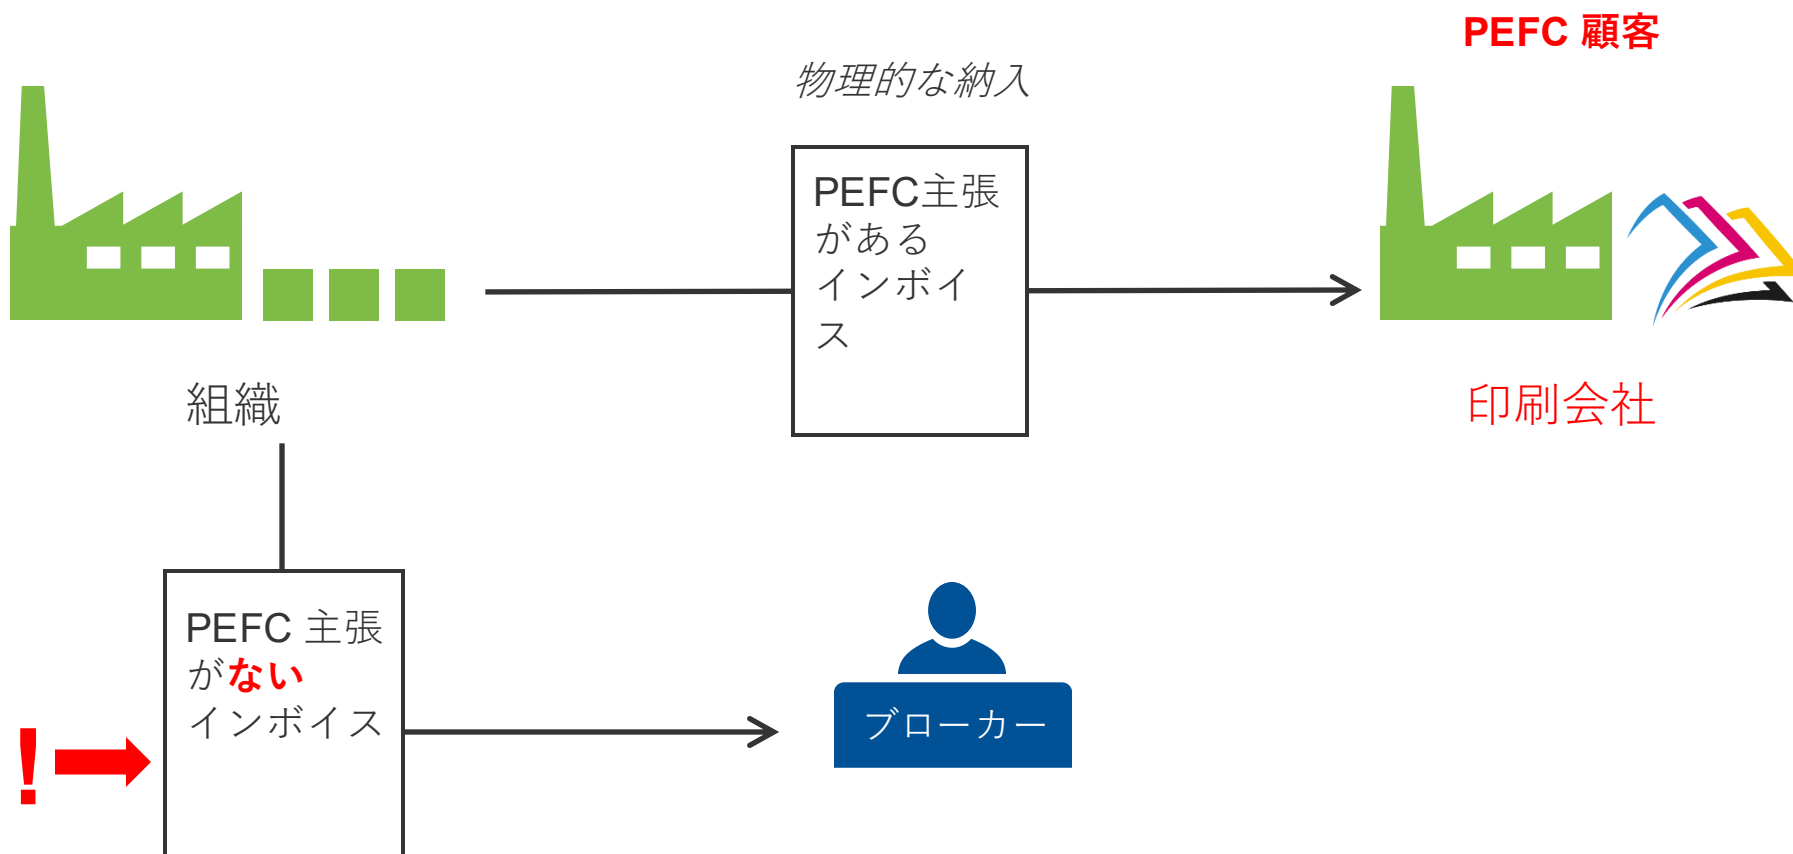 PEFC 顧客
物理的な納入
PEFC主張
がある
インボイ
ス
組織
印刷会社
PEFC 主張
がない
インボイス
!
ブローカー